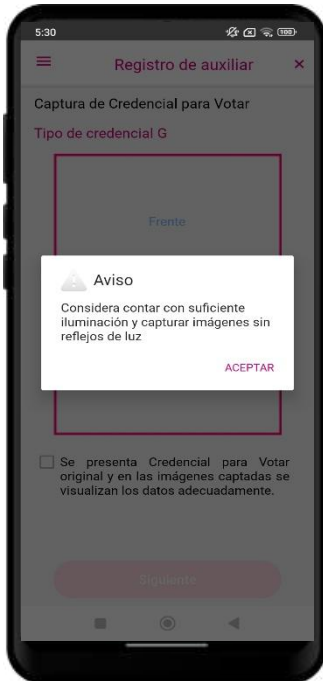 5:30
100
Registro de auxiliar
Captura de Credencial para Votar
Tipo de credencial G
Frente
Aviso
Considera contar con suficiente
iluminación y capturar imágenes sin
reflejos de luz
ACEPTAR
Se presenta Credencial para Votar
original y en las imágenes captadas se
visualizan los datos adecuadamente.
Siguiente